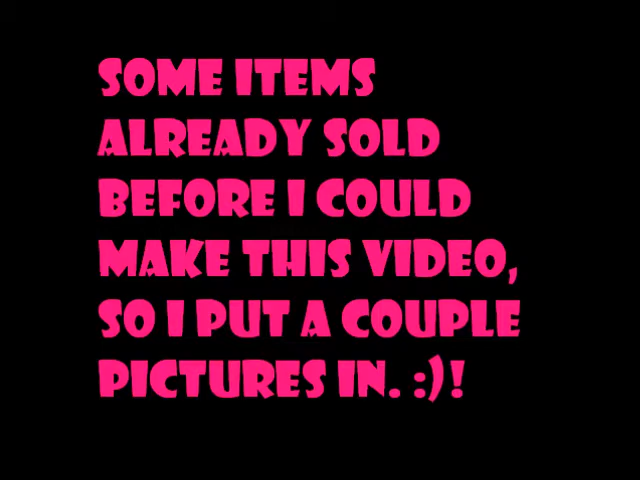 SOME ITEMS
ALREADY SOLD
BEFORE I COULD
MAKE THIS VIDEO,
SO I PUT A COUPLE
PICTURES IN. :)!